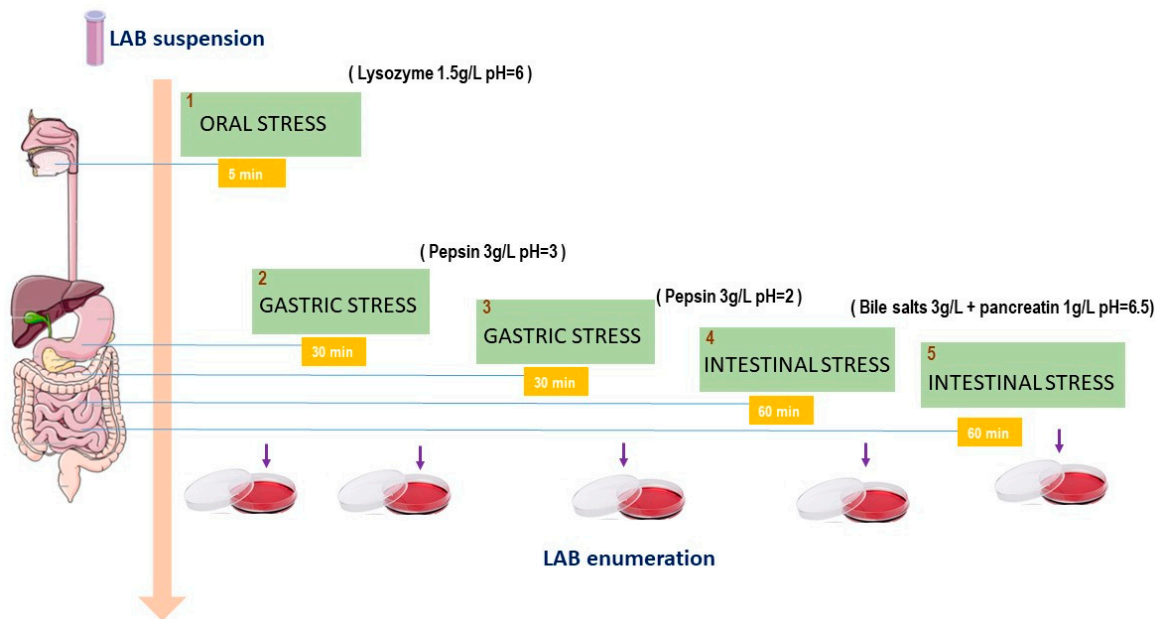 LAB suspension
( Lysozyme 1.5g/L pH=6)
1
ORAL STRESS
5 min
( Pepsin 3g/L pH=3)
2
GASTRIC STRESS
30 min
( Pepsin 3g/L pH=2)
3
GASTRIC STRESS
30 min
( Bile salts 3g/L + pancreatin 1g/L pH=6.5)
4
INTESTINAL STRESS
60 min
5
INTESTINAL STRESS
60 min
LAB enumeration